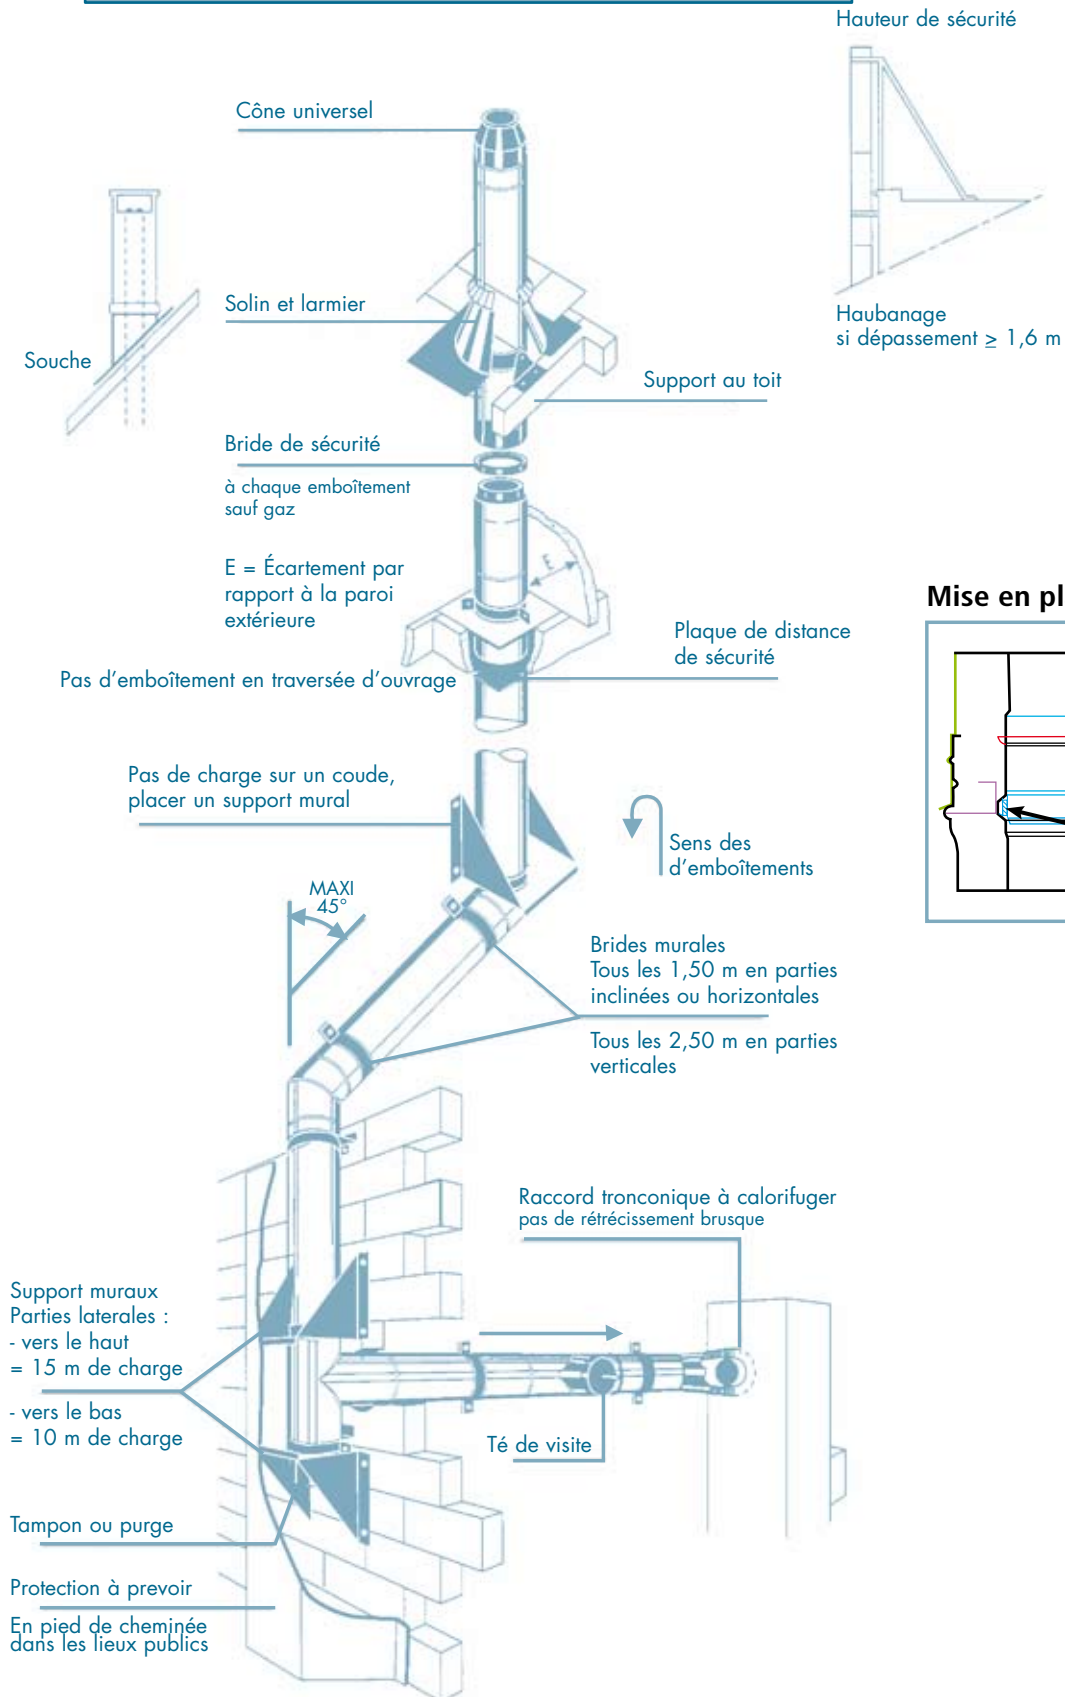 Hauteur de sécurité
Cône universel
Solin et larmier
Haubanage
si dépassement ≥ 1,6 m
Souche
Support au toit
Bride de sécurité
à chaque emboîtement
sauf gaz
E
E = Écartement par
rapport à la paroi
extérieure
Mise en pl
Plaque de distance
de sécurité
Pas d'emboîtement en traversée d'ouvrage
Pas de charge sur un coude,
placer un support mural
Sens des
d'emboîtements
MAXI
45°
Brides murales
Tous les 1,50 m en parties
inclinées ou horizontales
Tous les 2,50 m en parties
verticales
Raccord tronconique à calorifuger
pas de rétrécissement brusque
Support muraux
Parties laterales :
- vers le haut
= 15 m de charge
- vers le bas
= 10 m de charge
Té de visite
Tampon ou purge
Protection à prevoir
En pied de cheminée
dans les lieux publics